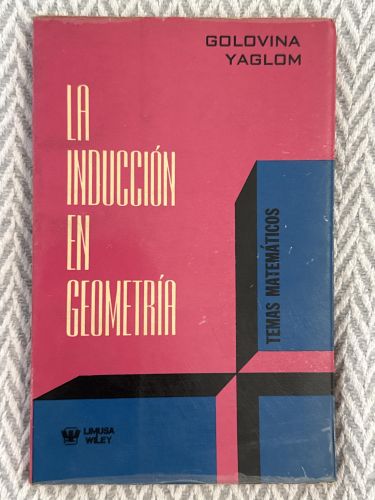 GOLOVINA
YAGLOM
LA
INDUCCIÓN
EN
GEOMETRÍA
TEMAS MATEMÁTICOS
LIMUSA
WILEY